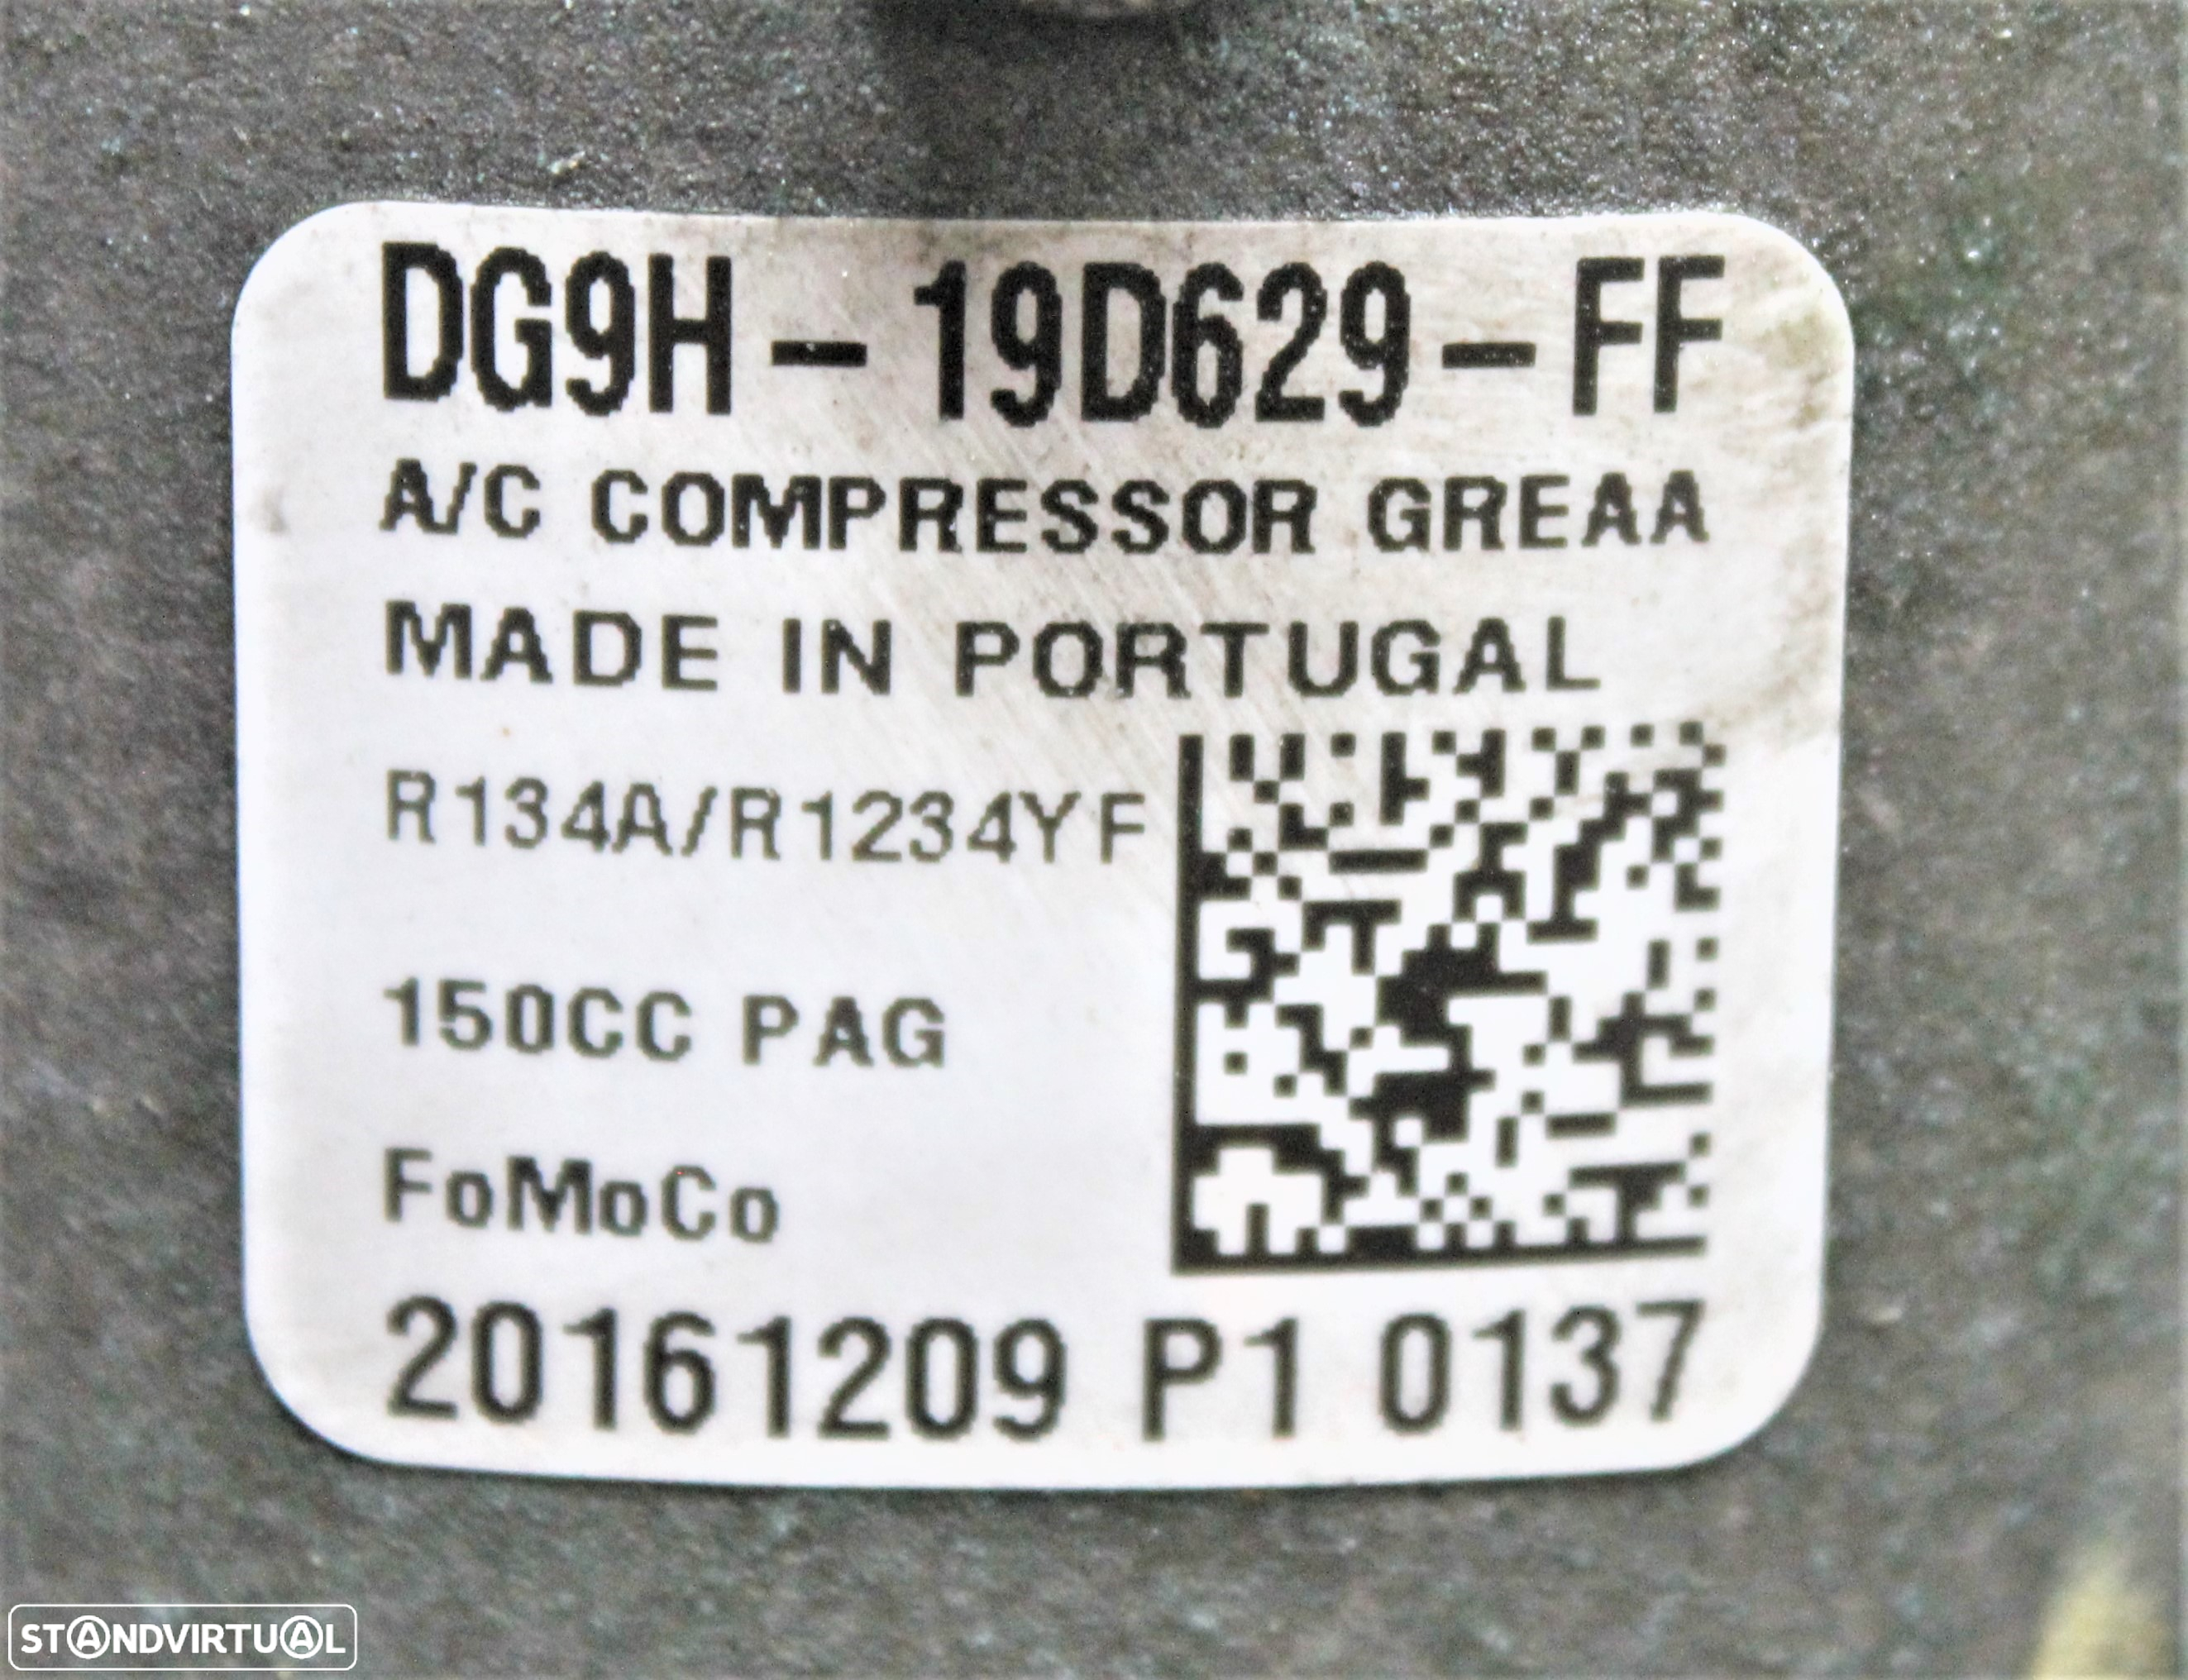 DG9H-19D629-FF
A/C COMPRESSOR GREAA
MADE IN PORTUGAL
R134A/R1234YF
150CC PAG
FoMoCo
20161209 P1 0137
STANDVIRTUAL